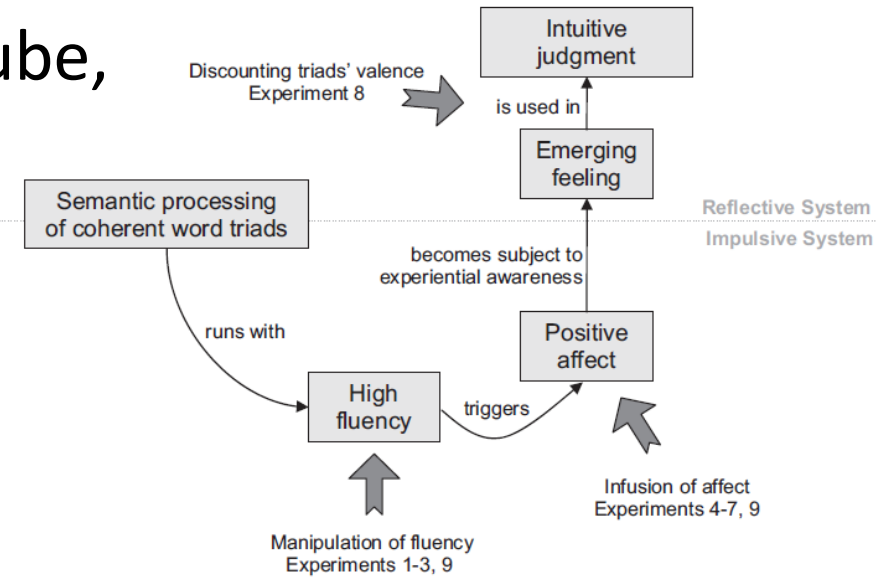 ube,
Intuitive
judgment
Discounting triads' valence
Experiment 8
is used in
Emerging
feeling
Semantic processing
of coherent word triads
Reflective System
Impulsive System
becomes subject to
experiential awareness
runs with
Positive
affect
High
fluency
triggers
Infusion of affect
Experiments 4-7, 9
Manipulation of fluency
Experiments 1-3, 9